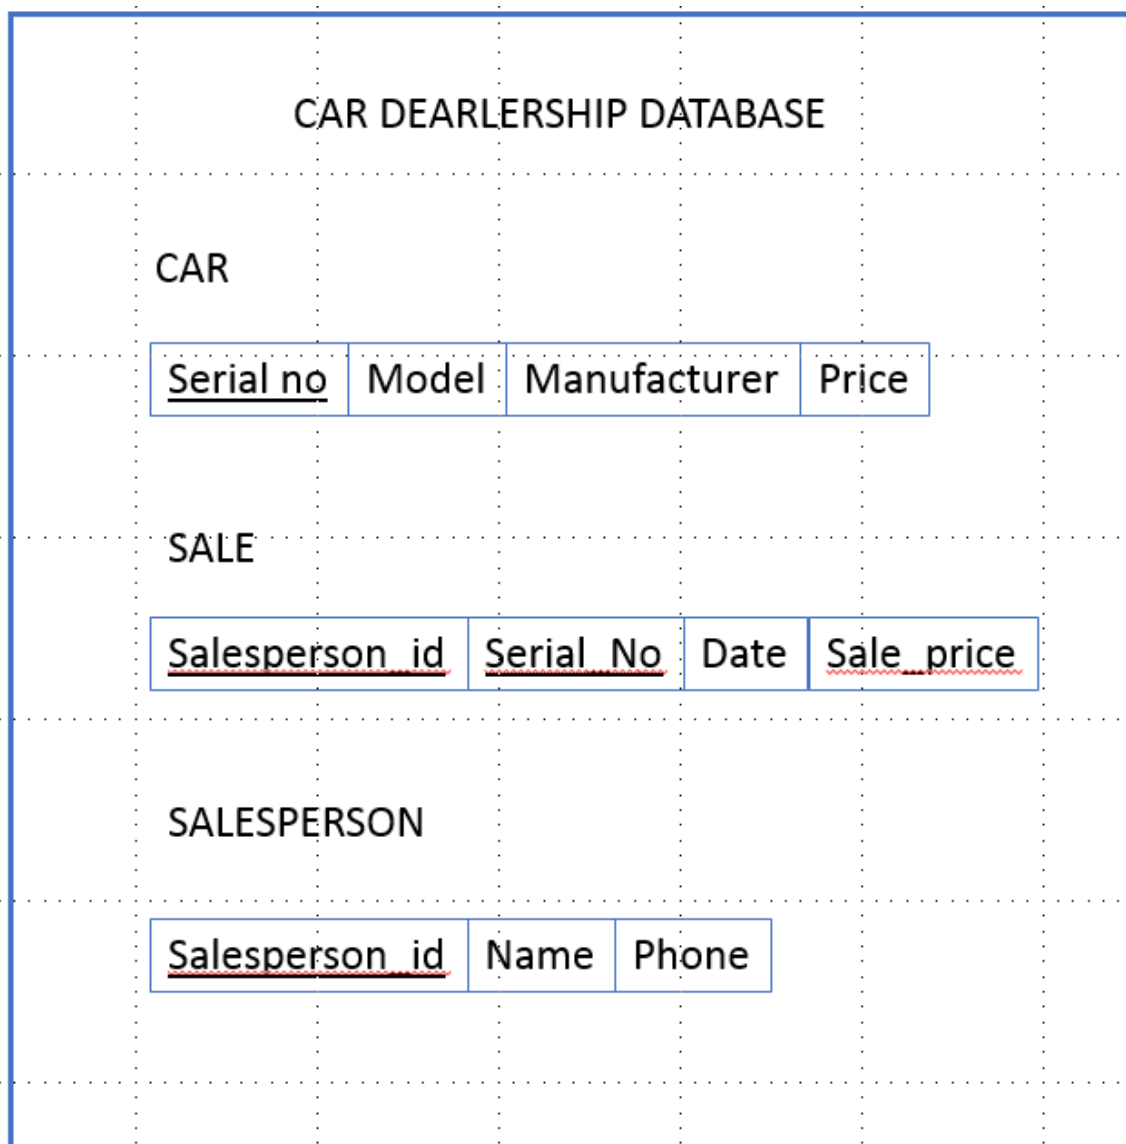 CAR DEARLERSHIP DATABASE
CAR
Serial no Model Manufacturer Price
SALE
Salesperson_id Serial_No Date Sale_price
SALESPERSON
Salesperson_id Name Phone